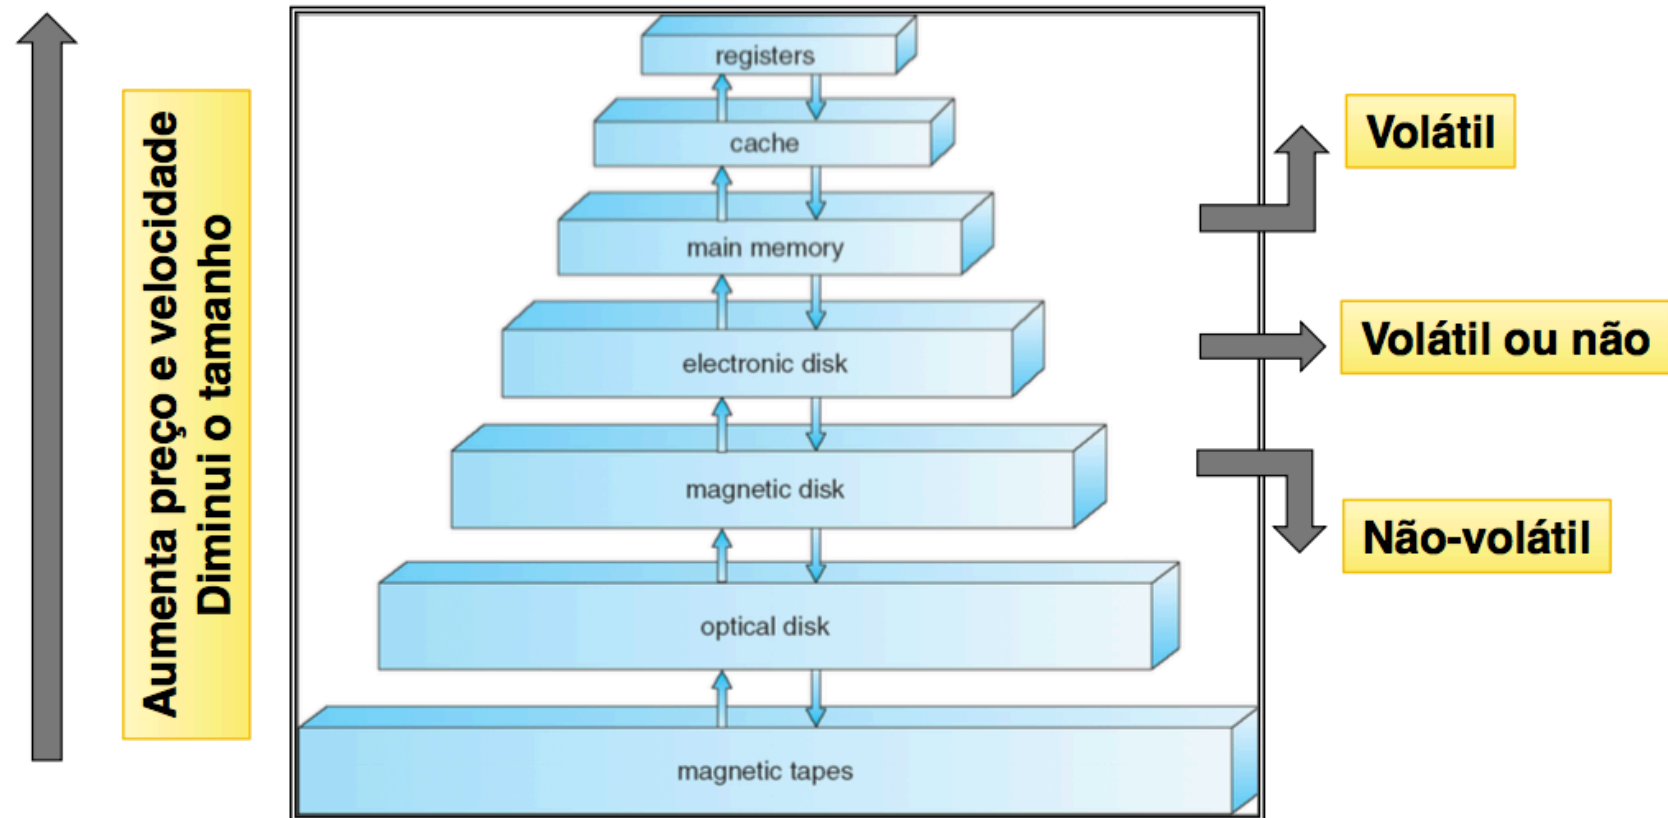 Aumenta preço e velocidade
Diminui o tamanho
registers
cache
main memory
electronic disk
magnetic disk
optical disk
magnetic tapes
Volátil
Volátil ou não
Não-volátil